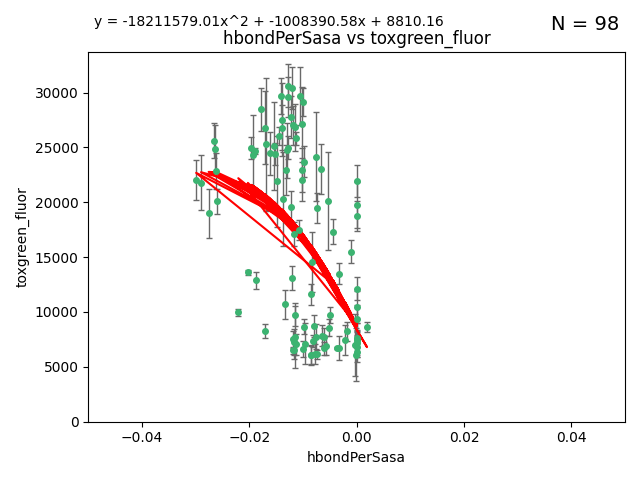 y = -18211579.01x^2 + -1008390.58x + 8810.16
N = 98
hbondPerSasa vs toxgreen_fluor
toxgreen_fluor
30000
25000
20000
15000
10000
5000
0
−0.04
−0.02
0.00
0.02
0.04
hbondPerSasa